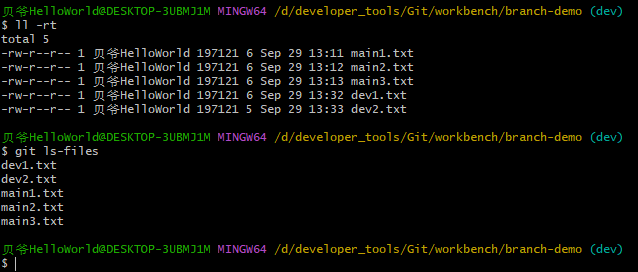 贝爷HelloWorld@DESKTOP-3UBMJ1M MINGW64 /d/developer_tools/Git/workbench/branch-demo (dev)
$ ll -rt
total 5
-rw-r--r-- 1 贝爷HelloWorld 197121 6 Sep 29 13:11 main1.txt
-rw-r--r-- 1 贝爷HelloWorld 197121 6 Sep 29 13:12 main2.txt
-rw-r--r-- 1 贝爷HelloWorld 197121 6 Sep 29 13:13 main3.txt
-rw-r--r-- 1 贝爷HelloWorld 197121 6 Sep 29 13:32 dev1.txt
-rw-r--r-- 1 贝爷HelloWorld 197121 5 Sep 29 13:33 dev2.txt
贝爷HelloWorld@DESKTOP-3UBMJ1M MINGW64 /d/developer_tools/Git/workbench/branch-demo (dev)
$ git ls-files
dev1.txt
dev2.txt
main1.txt
main2.txt
main3.txt
贝爷HelloWorld@DESKTOP-3UBMJ1M MINGW64 /d/developer_tools/Git/workbench/branch-demo (dev)
$